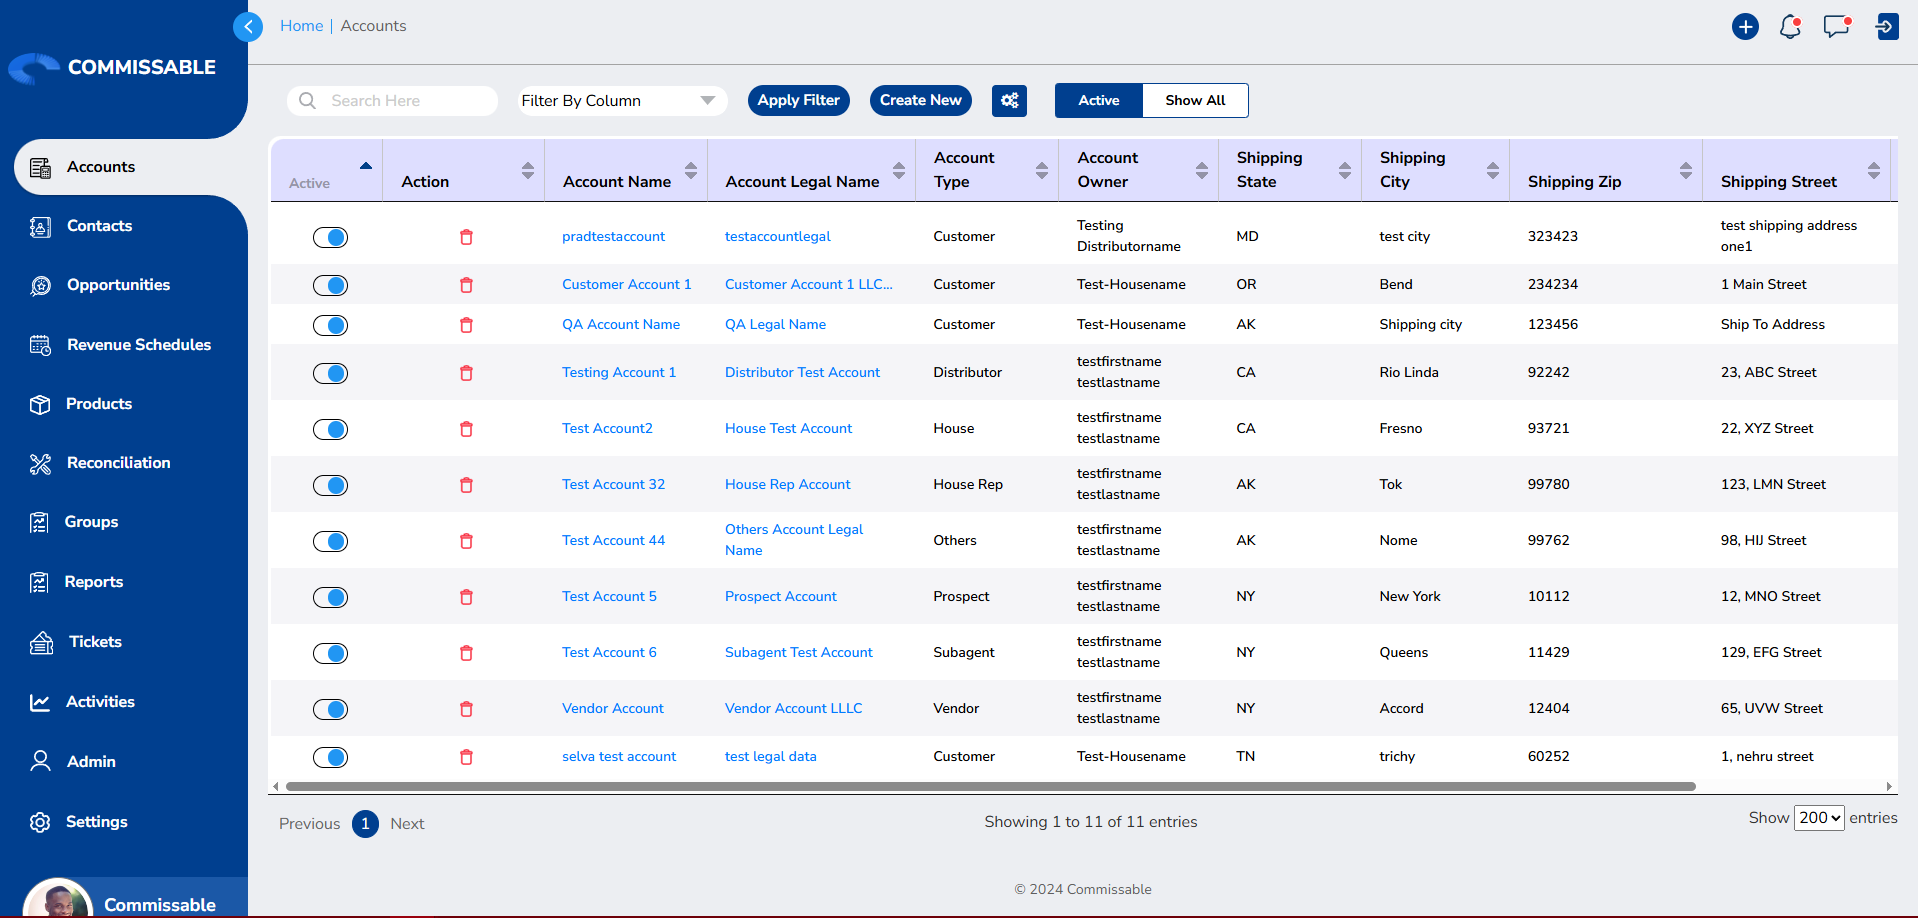 COMMISSABLE
Home | Accounts
Search Here
Filter By Column
Apply Filter
Create New
Active
Show All
Accounts
Contacts
Opportunities
Revenue Schedules
Products
Reconciliation
Groups
Reports
Tickets
Activities
Admin
Settings
Commissable
Active Action Account Name Account Legal Name Account Type Account Owner Shipping State Shipping City Shipping Zip Shipping Street
pradtestaccount testaccountlegal Customer Testing Distributorname MD test city 323423 test shipping address one1
Customer Account 1 Customer Account 1 LLC... Customer Test-Housename OR Bend 234234 1 Main Street
QA Account Name QA Legal Name Customer Test-Housename AK Shipping city 123456 Ship To Address
Testing Account 1 Distributor Test Account Distributor testfirstname testlastname CA Rio Linda 92242 23, ABC Street
Test Account2 House Test Account House testfirstname testlastname CA Fresno 93721 22, XYZ Street
Test Account 32 House Rep Account House Rep testfirstname testlastname AK Tok 99780 123, LMN Street
Test Account 44 Others Account Legal Name Others testfirstname testlastname AK Nome 99762 98, HIJ Street
Test Account 5 Prospect Account Prospect testfirstname testlastname NY New York 10112 12, MNO Street
Test Account 6 Subagent Test Account Subagent testfirstname testlastname NY Queens 11429 129, EFG Street
Vendor Account Vendor Account LLLC Vendor testfirstname testlastname NY Accord 12404 65, UVW Street
selva test account test legal data Customer Test-Housename TN trichy 60252 1, nehru street
Previous 1 Next
Showing 1 to 11 of 11 entries
Show 200 entries
© 2024 Commissable